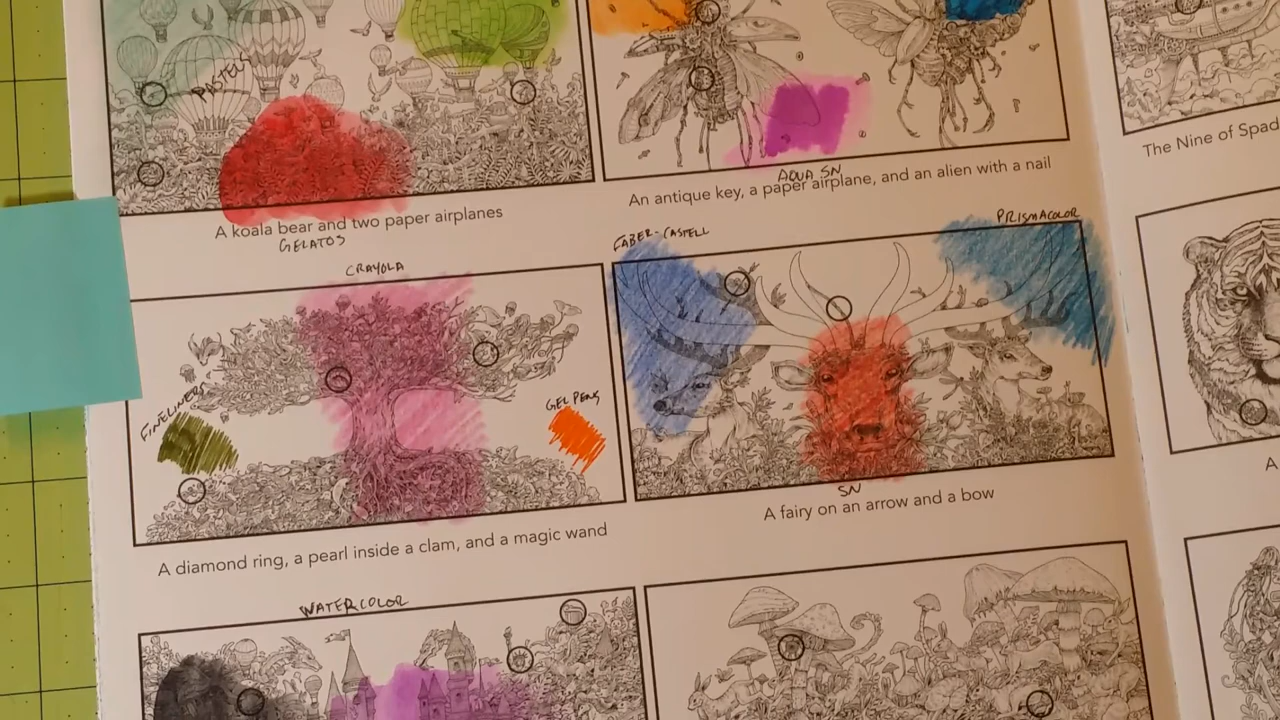 PASTELS
A koala bear and two paper airplanes
GELATOS
AQUA SN
An antique key, a paper airplane, and an alien with a nail
The Nine of Spad
CRAYOLA
FABER-CASTELL
PRISMACOLOR
FINELINERS
GEL PENS
A diamond ring, a pearl inside a clam, and a magic wand
SN
A fairy on an arrow and a bow
A
WATERCOLOR